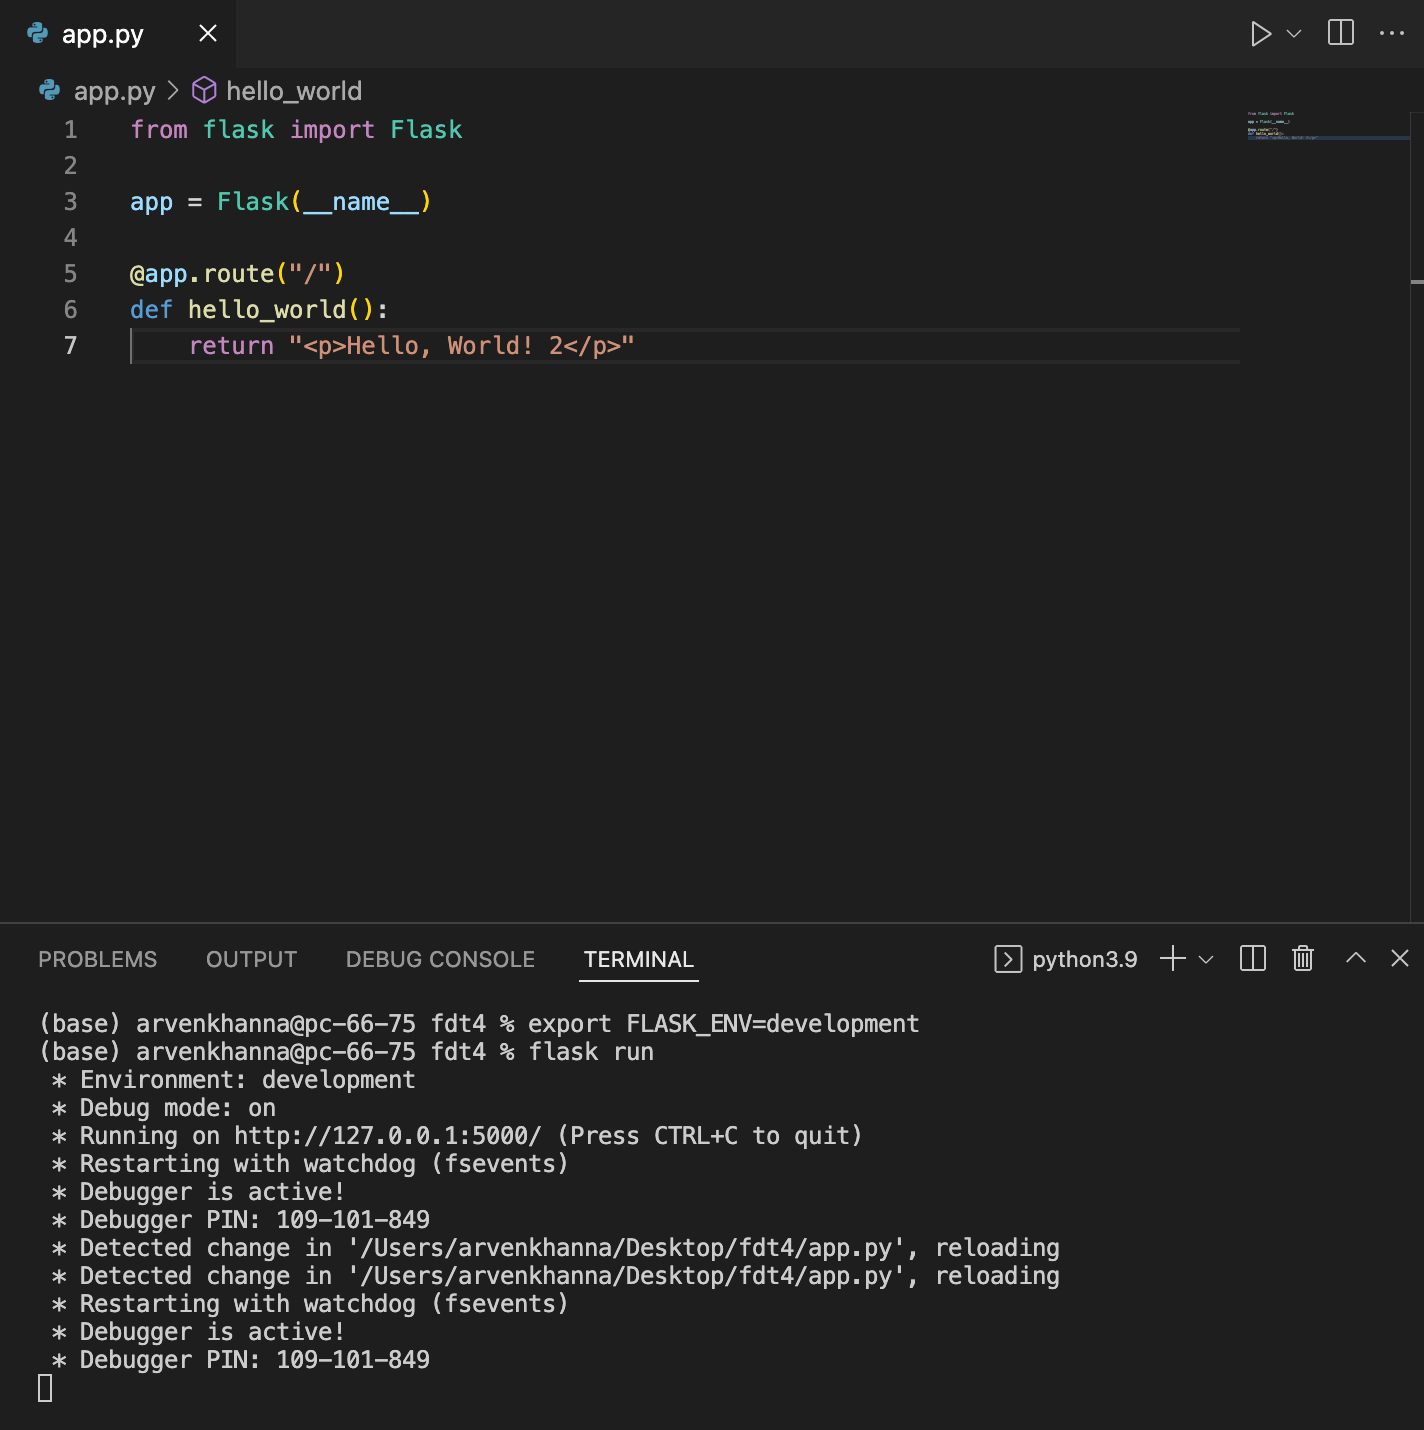 app.py
app.py > hello_world
1 from flask import Flask
2
3 app = Flask(__name__)
4
5 @app.route("/")
6 def hello_world():
7     return "<p>Hello, World! 2</p>"
PROBLEMS OUTPUT DEBUG CONSOLE TERMINAL python3.9
(base) arvenkhanna@pc-66-75 fdt4 % export FLASK_ENV=development
(base) arvenkhanna@pc-66-75 fdt4 % flask run
 * Environment: development
 * Debug mode: on
 * Running on http://127.0.0.1:5000/ (Press CTRL+C to quit)
 * Restarting with watchdog (fsevents)
 * Debugger is active!
 * Debugger PIN: 109-101-849
 * Detected change in '/Users/arvenkhanna/Desktop/fdt4/app.py', reloading
 * Detected change in '/Users/arvenkhanna/Desktop/fdt4/app.py', reloading
 * Restarting with watchdog (fsevents)
 * Debugger is active!
 * Debugger PIN: 109-101-849